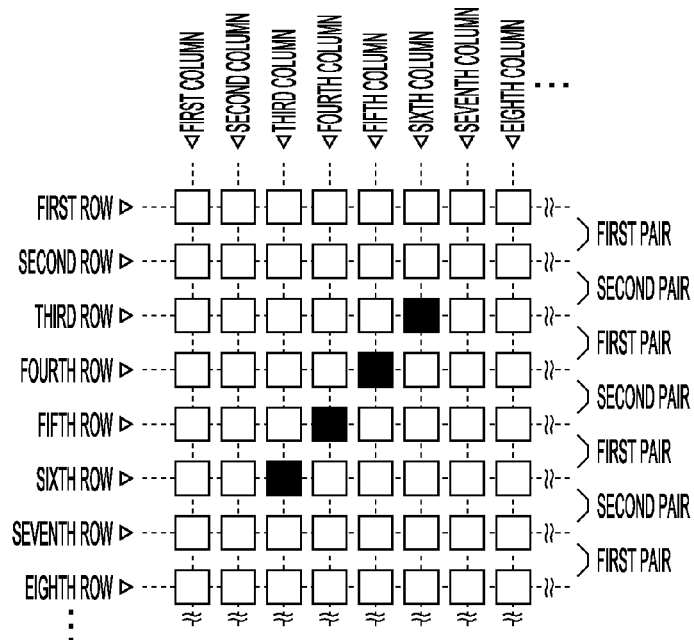 FIRST COLUMN
SECOND COLUMN
THIRD COLUMN
FOURTH COLUMN
FIFTH COLUMN
SIXTH COLUMN
SEVENTH COLUMN
EIGHTH COLUMN
...
FIRST ROW
FIRST PAIR
SECOND ROW
SECOND PAIR
THIRD ROW
FIRST PAIR
FOURTH ROW
SECOND PAIR
FIFTH ROW
FIRST PAIR
SIXTH ROW
SECOND PAIR
SEVENTH ROW
FIRST PAIR
EIGHTH ROW